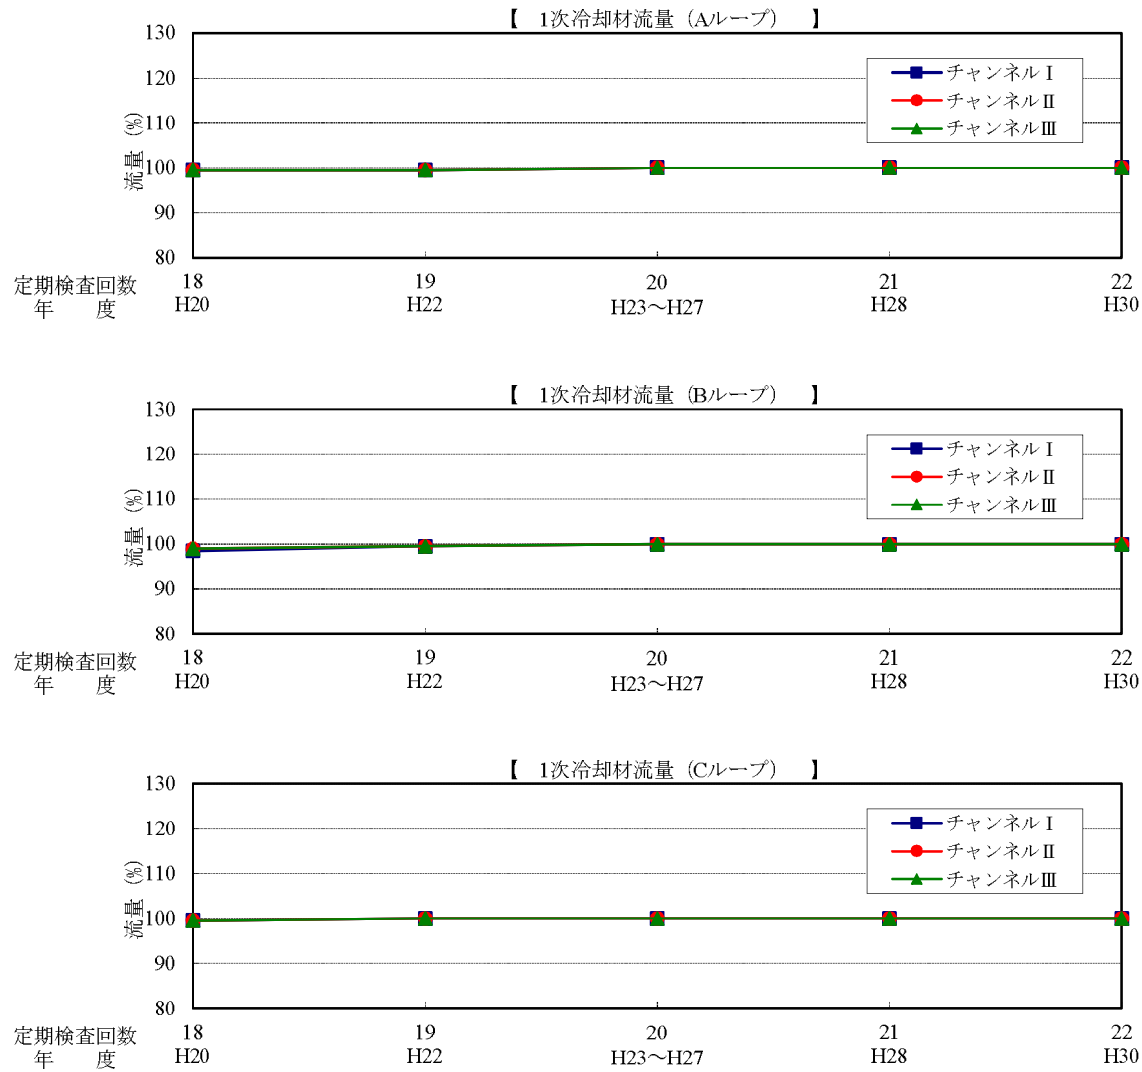 【　1次冷却材流量（Aループ）　】
130
120
110
100
90
80
流量（%）
チャンネルⅠ
チャンネルⅡ
チャンネルⅢ
定期検査回数 18 19 20 21 22
年　度 H20 H22 H23～H27 H28 H30
【　1次冷却材流量（Bループ）　】
130
120
110
100
90
80
流量（%）
チャンネルⅠ
チャンネルⅡ
チャンネルⅢ
定期検査回数 18 19 20 21 22
年　度 H20 H22 H23～H27 H28 H30
【　1次冷却材流量（Cループ）　】
130
120
110
100
90
80
流量（%）
チャンネルⅠ
チャンネルⅡ
チャンネルⅢ
定期検査回数 18 19 20 21 22
年　度 H20 H22 H23～H27 H28 H30